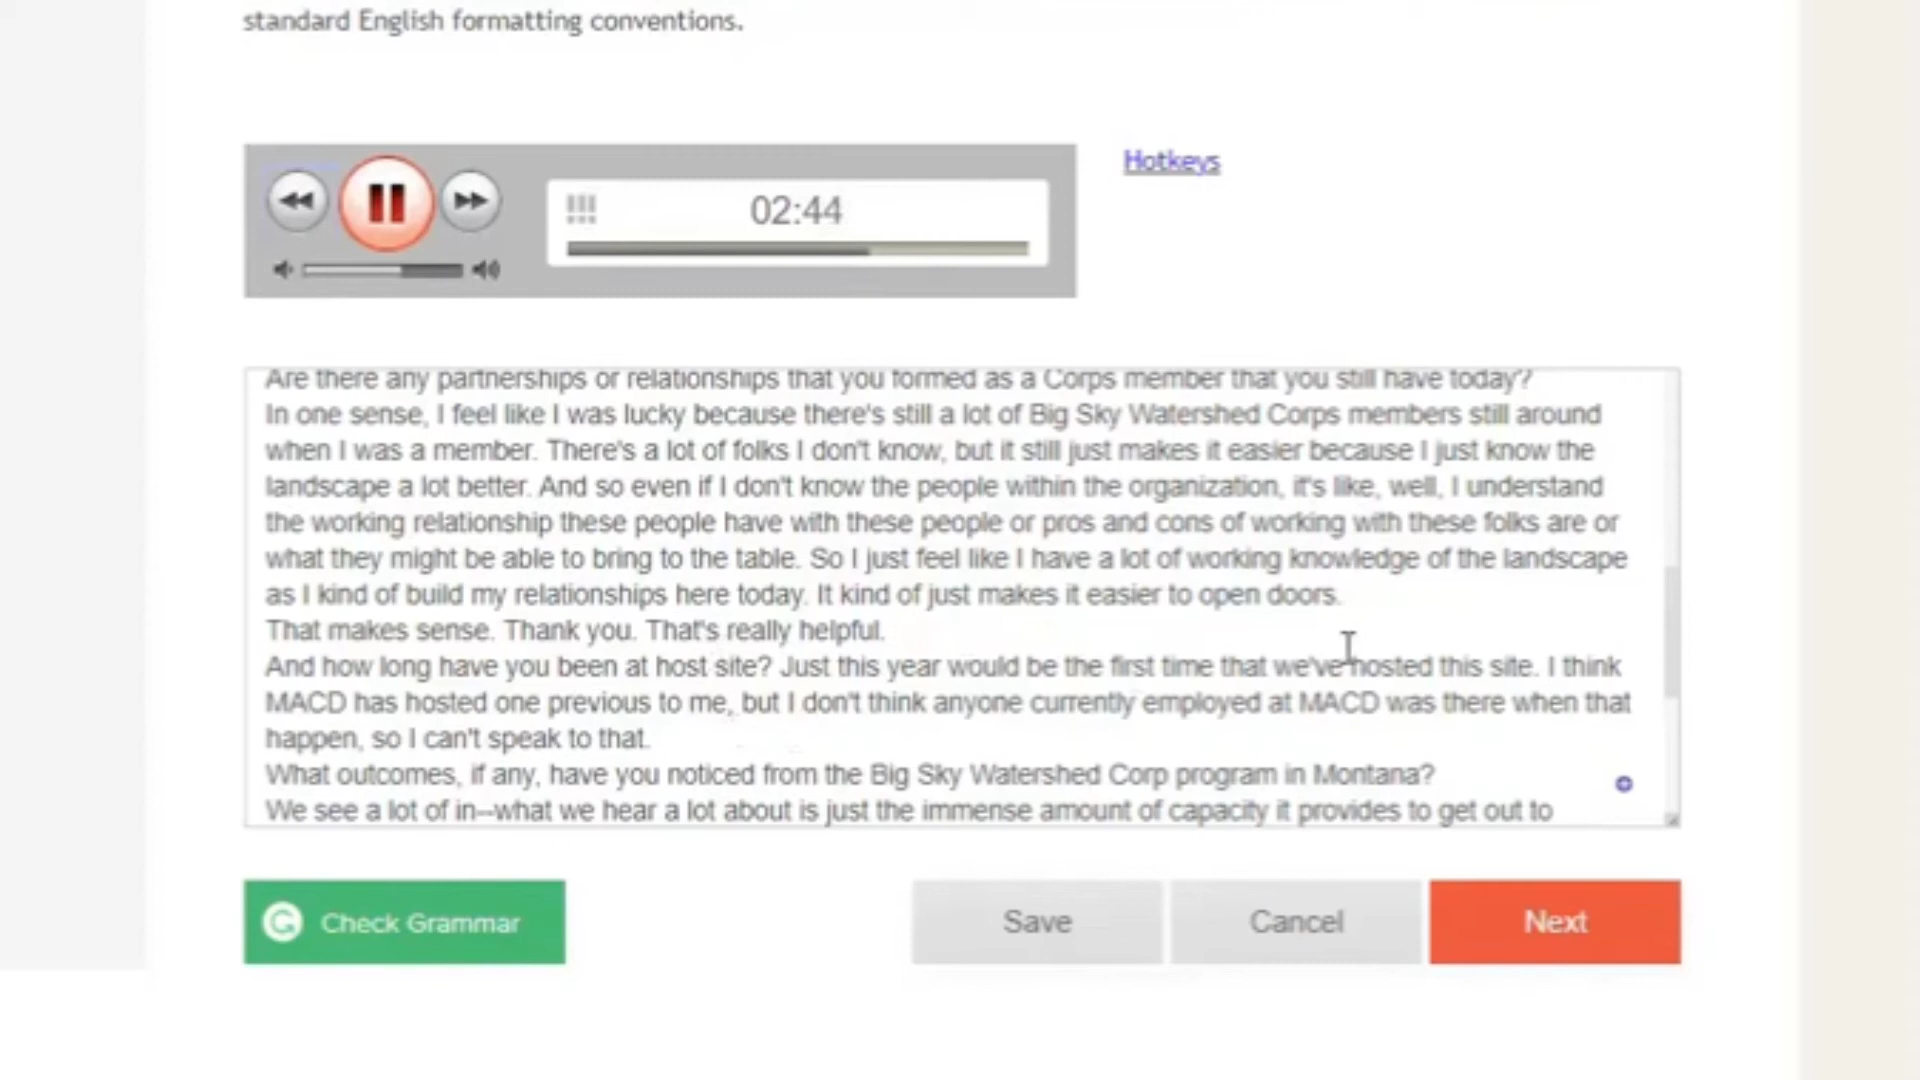 standard English formatting conventions.
02:44
Hotkeys
Are there any partnerships or relationships that you formed as a Corps member that you still have today?
In one sense, I feel like I was lucky because there's still a lot of Big Sky Watershed Corps members still around
when I was a member. There's a lot of folks I don't know, but it still just makes it easier because I just know the
landscape a lot better. And so even if I don't know the people within the organization, it's like, well, I understand
the working relationship these people have with these people or pros and cons of working with these folks are or
what they might be able to bring to the table. So I just feel like I have a lot of working knowledge of the landscape
as I kind of build my relationships here today. It kind of just makes it easier to open doors.
That makes sense. Thank you. That's really helpful.
And how long have you been at host site? Just this year would be the first time that we've hosted this site. I think
MACD has hosted one previous to me, but I don't think anyone currently employed at MACD was there when that
happen, so I can't speak to that.
What outcomes, if any, have you noticed from the Big Sky Watershed Corp program in Montana?
We see a lot of in--what we hear a lot about is just the immense amount of capacity it provides to get out to
Check Grammar
Save
Cancel
Next